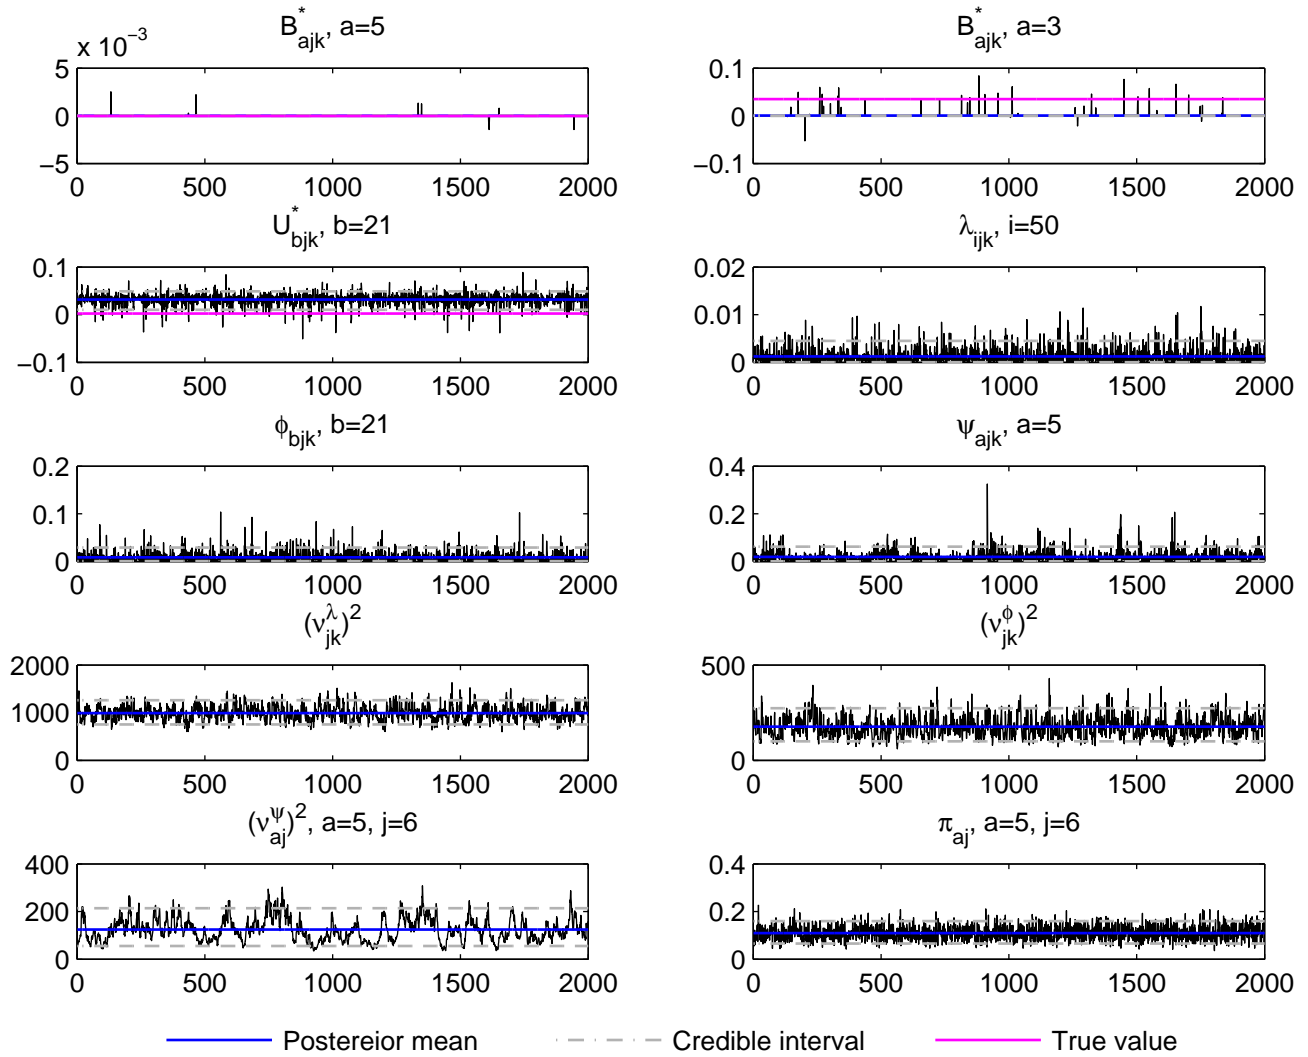 B*ajk, a=5
x 10−3
5
0
−5
0 500 1000 1500 2000
B*ajk, a=3
0.1
0
−0.1
0 500 1000 1500 2000
U*bjk, b=21
0.1
0
−0.1
0 500 1000 1500 2000
λijk, i=50
0.02
0.01
0
0 500 1000 1500 2000
ϕbjk, b=21
0.2
0.1
0
0 500 1000 1500 2000
ψajk, a=5
0.4
0.2
0
0 500 1000 1500 2000
(νλjk)2
2000
1000
0
0 500 1000 1500 2000
(νϕjk)2
500
0
0 500 1000 1500 2000
(νψaj)2, a=5, j=6
400
200
0
0 500 1000 1500 2000
πaj, a=5, j=6
0.4
0.2
0
0 500 1000 1500 2000
Postereior mean Credible interval True value